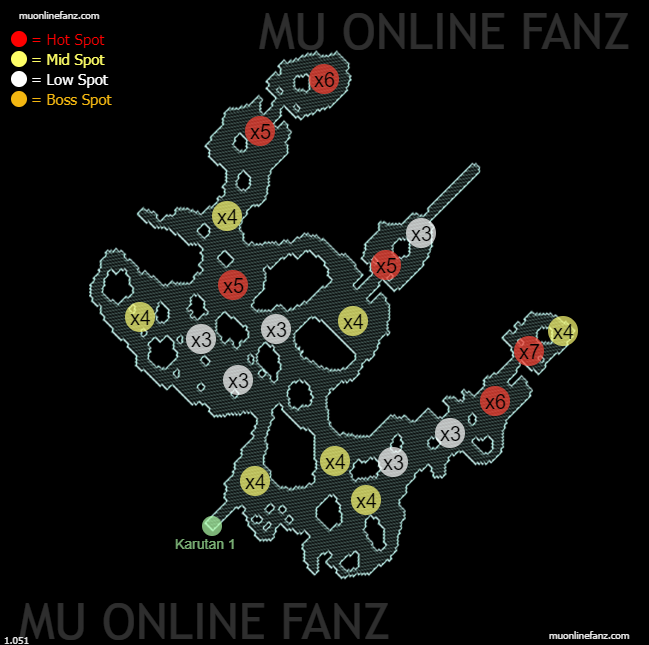 muonlinefanz.com
MU ONLINE FANZ
= Hot Spot
= Mid Spot
= Low Spot
= Boss Spot
x6
x5
x4
x3
x5
x5
x4
x4
x3
x3
x4
x7
x3
x6
x3
x4
x3
x4
x4
Karutan 1
MU ONLINE FANZ
muonlinefanz.com
1.051